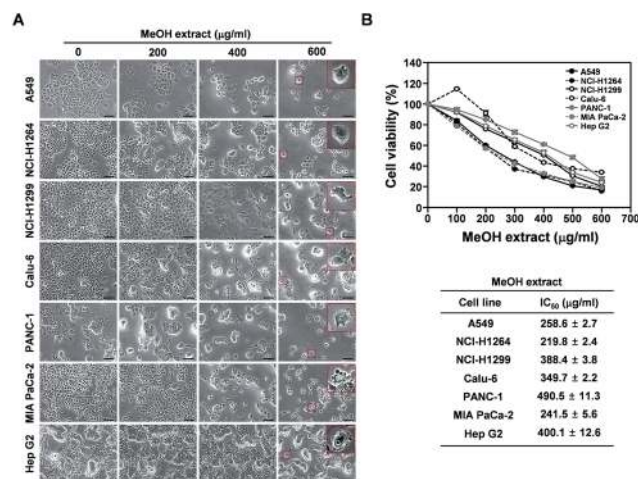 A
MeOH extract (µg/ml)
0 200 400 600
A549
NCI-H1264
NCI-H1299
Calu-6
PANC-1
MIA PaCa-2
Hep G2
B
Cell viability (%)
140
120
100
80
60
40
20
0
0 100 200 300 400 500 600 700
MeOH extract (µg/ml)
A549
NCI-H1264
NCI-H1299
Calu-6
PANC-1
MIA PaCa-2
Hep G2
MeOH extract
Cell line IC50 (µg/ml)
A549 258.6 ± 2.7
NCI-H1264 219.8 ± 2.4
NCI-H1299 388.4 ± 3.8
Calu-6 349.7 ± 2.2
PANC-1 490.5 ± 11.3
MIA PaCa-2 241.5 ± 5.6
Hep G2 400.1 ± 12.6